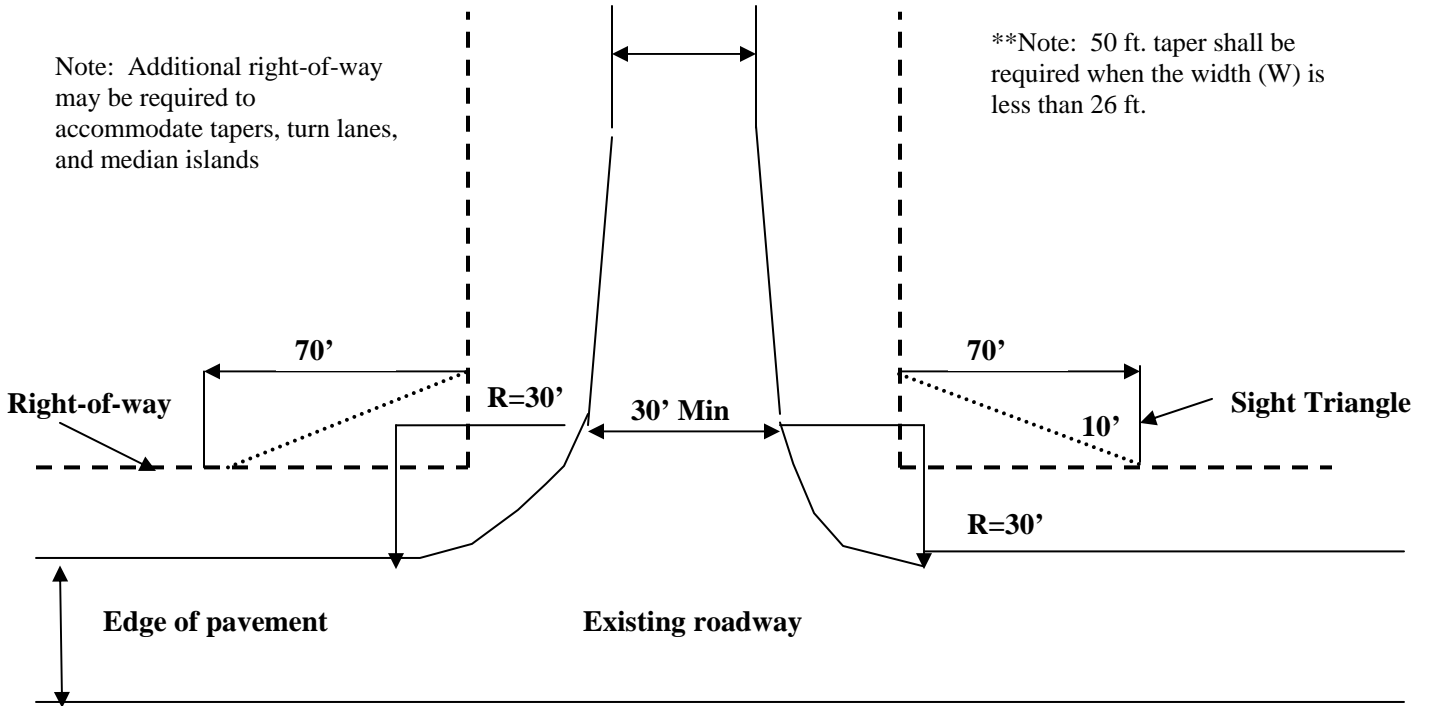 **Note: 50 ft. taper shall be
required when the width (W) is
less than 26 ft.
Note: Additional right-of-way
may be required to
accommodate tapers, turn lanes,
and median islands
70’
70’
R=30’
Right-of-way
30’ Min
Sight Triangle
10’
R=30’
Edge of pavement
Existing roadway